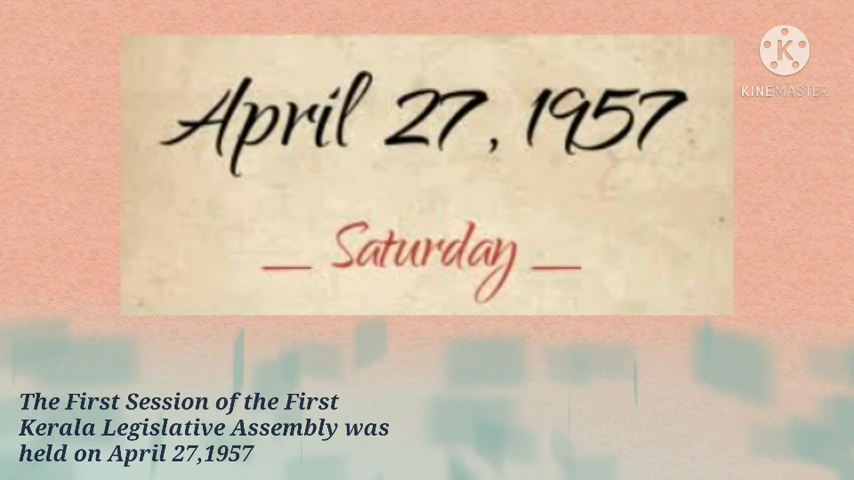 April 27, 1957
Saturday
K
KINEMASTER
The First Session of the First
Kerala Legislative Assembly was
held on April 27,1957